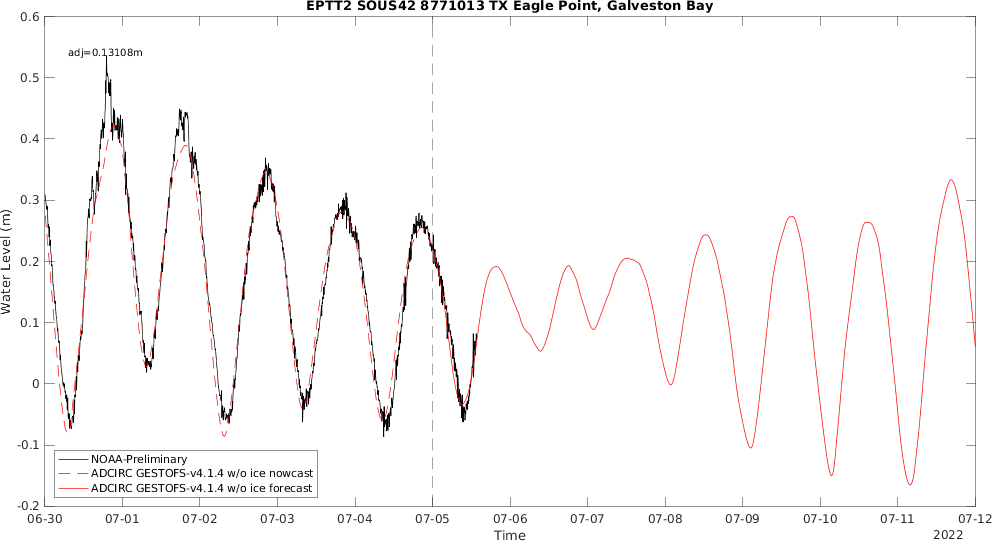 EPTT2 SOUS42 8771013 TX Eagle Point, Galveston Bay
adj=0.13108m
0.6
0.5
0.4
0.3
0.2
0.1
0
-0.1
-0.2
Water Level (m)
NOAA-Preliminary
ADCIRC GESTOFS-v4.1.4 w/o ice nowcast
ADCIRC GESTOFS-v4.1.4 w/o ice forecast
06-30 07-01 07-02 07-03 07-04 07-05 07-06 07-07 07-08 07-09 07-10 07-11 07-12
Time
2022